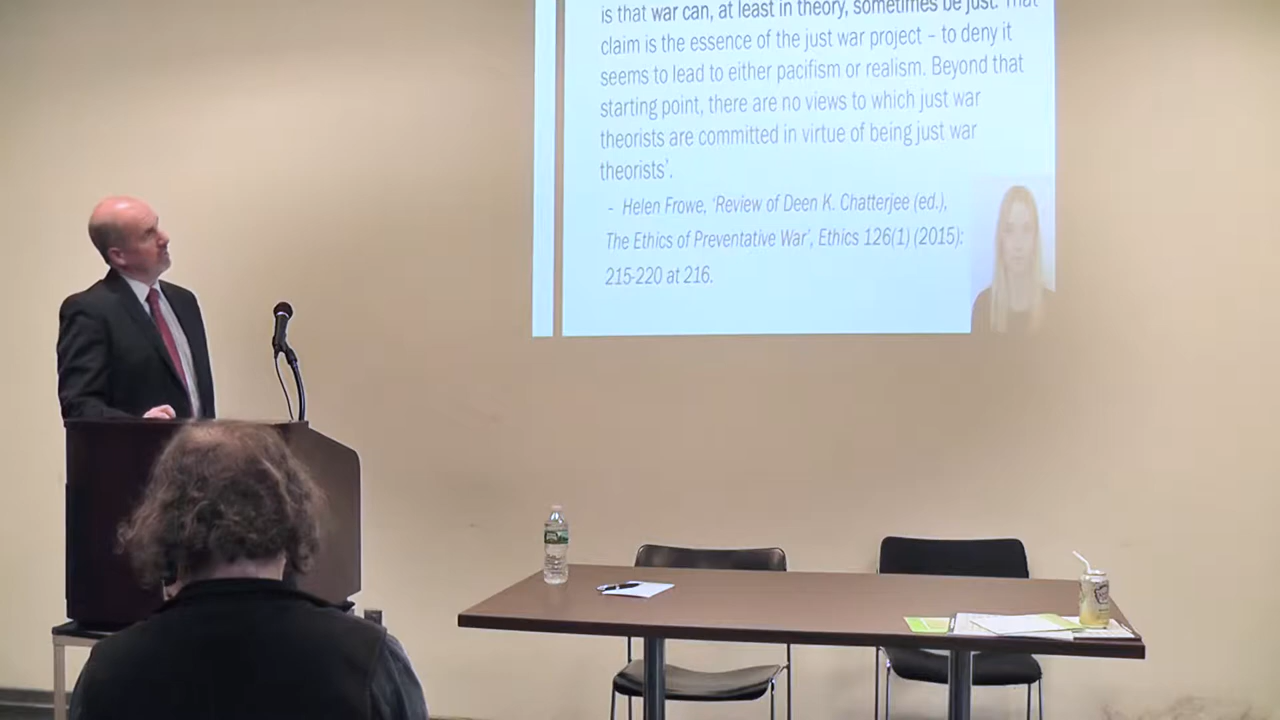 is that war can, at least in theory, sometimes be just. That
claim is the essence of the just war project – to deny it
seems to lead to either pacifism or realism. Beyond that
starting point, there are no views to which just war
theorists are committed in virtue of being just war
theorists’.
- Helen Frowe, ‘Review of Deen K. Chatterjee (ed.),
The Ethics of Preventative War’, Ethics 126(1) (2015):
215-220 at 216.